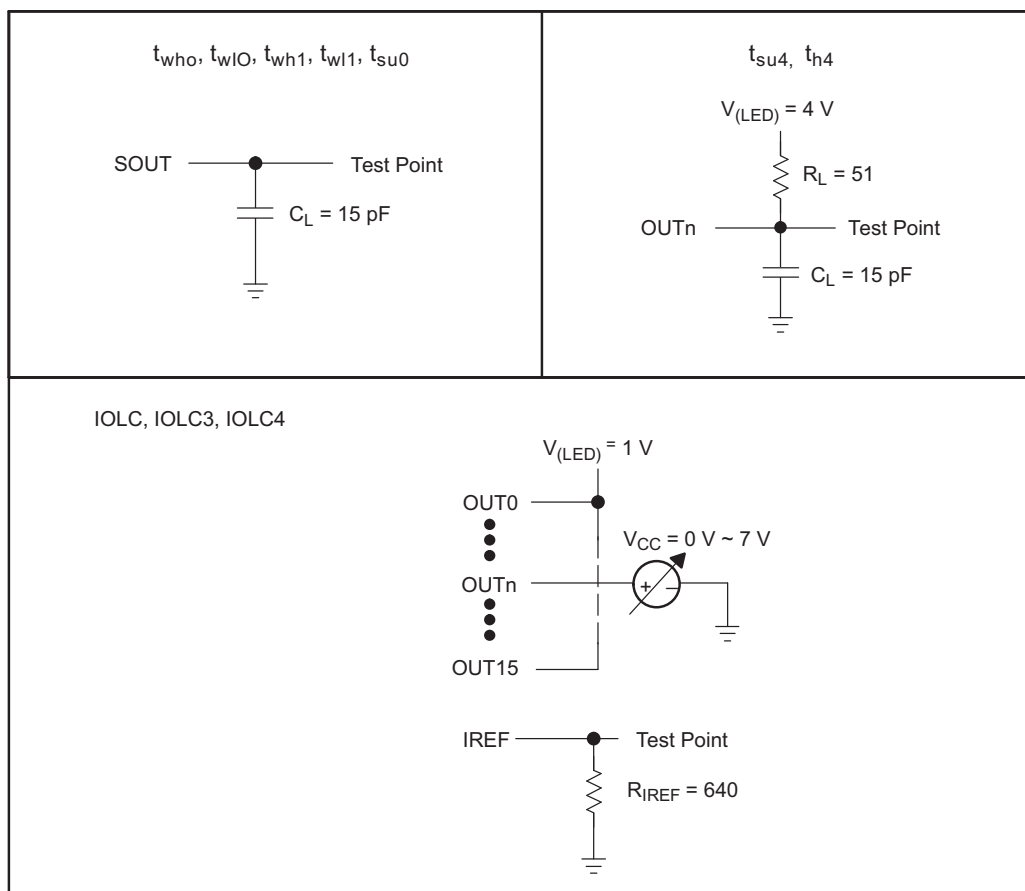 t_who, t_wlO, t_wh1, t_wl1, t_su0
SOUT
Test Point
C_L = 15 pF
t_su4, t_h4
V_(LED) = 4 V
R_L = 51
OUTn
Test Point
C_L = 15 pF
IOLC, IOLC3, IOLC4
V_(LED) = 1 V
OUT0
V_CC = 0 V ~ 7 V
OUTn
+ −
OUT15
IREF
Test Point
R_IREF = 640